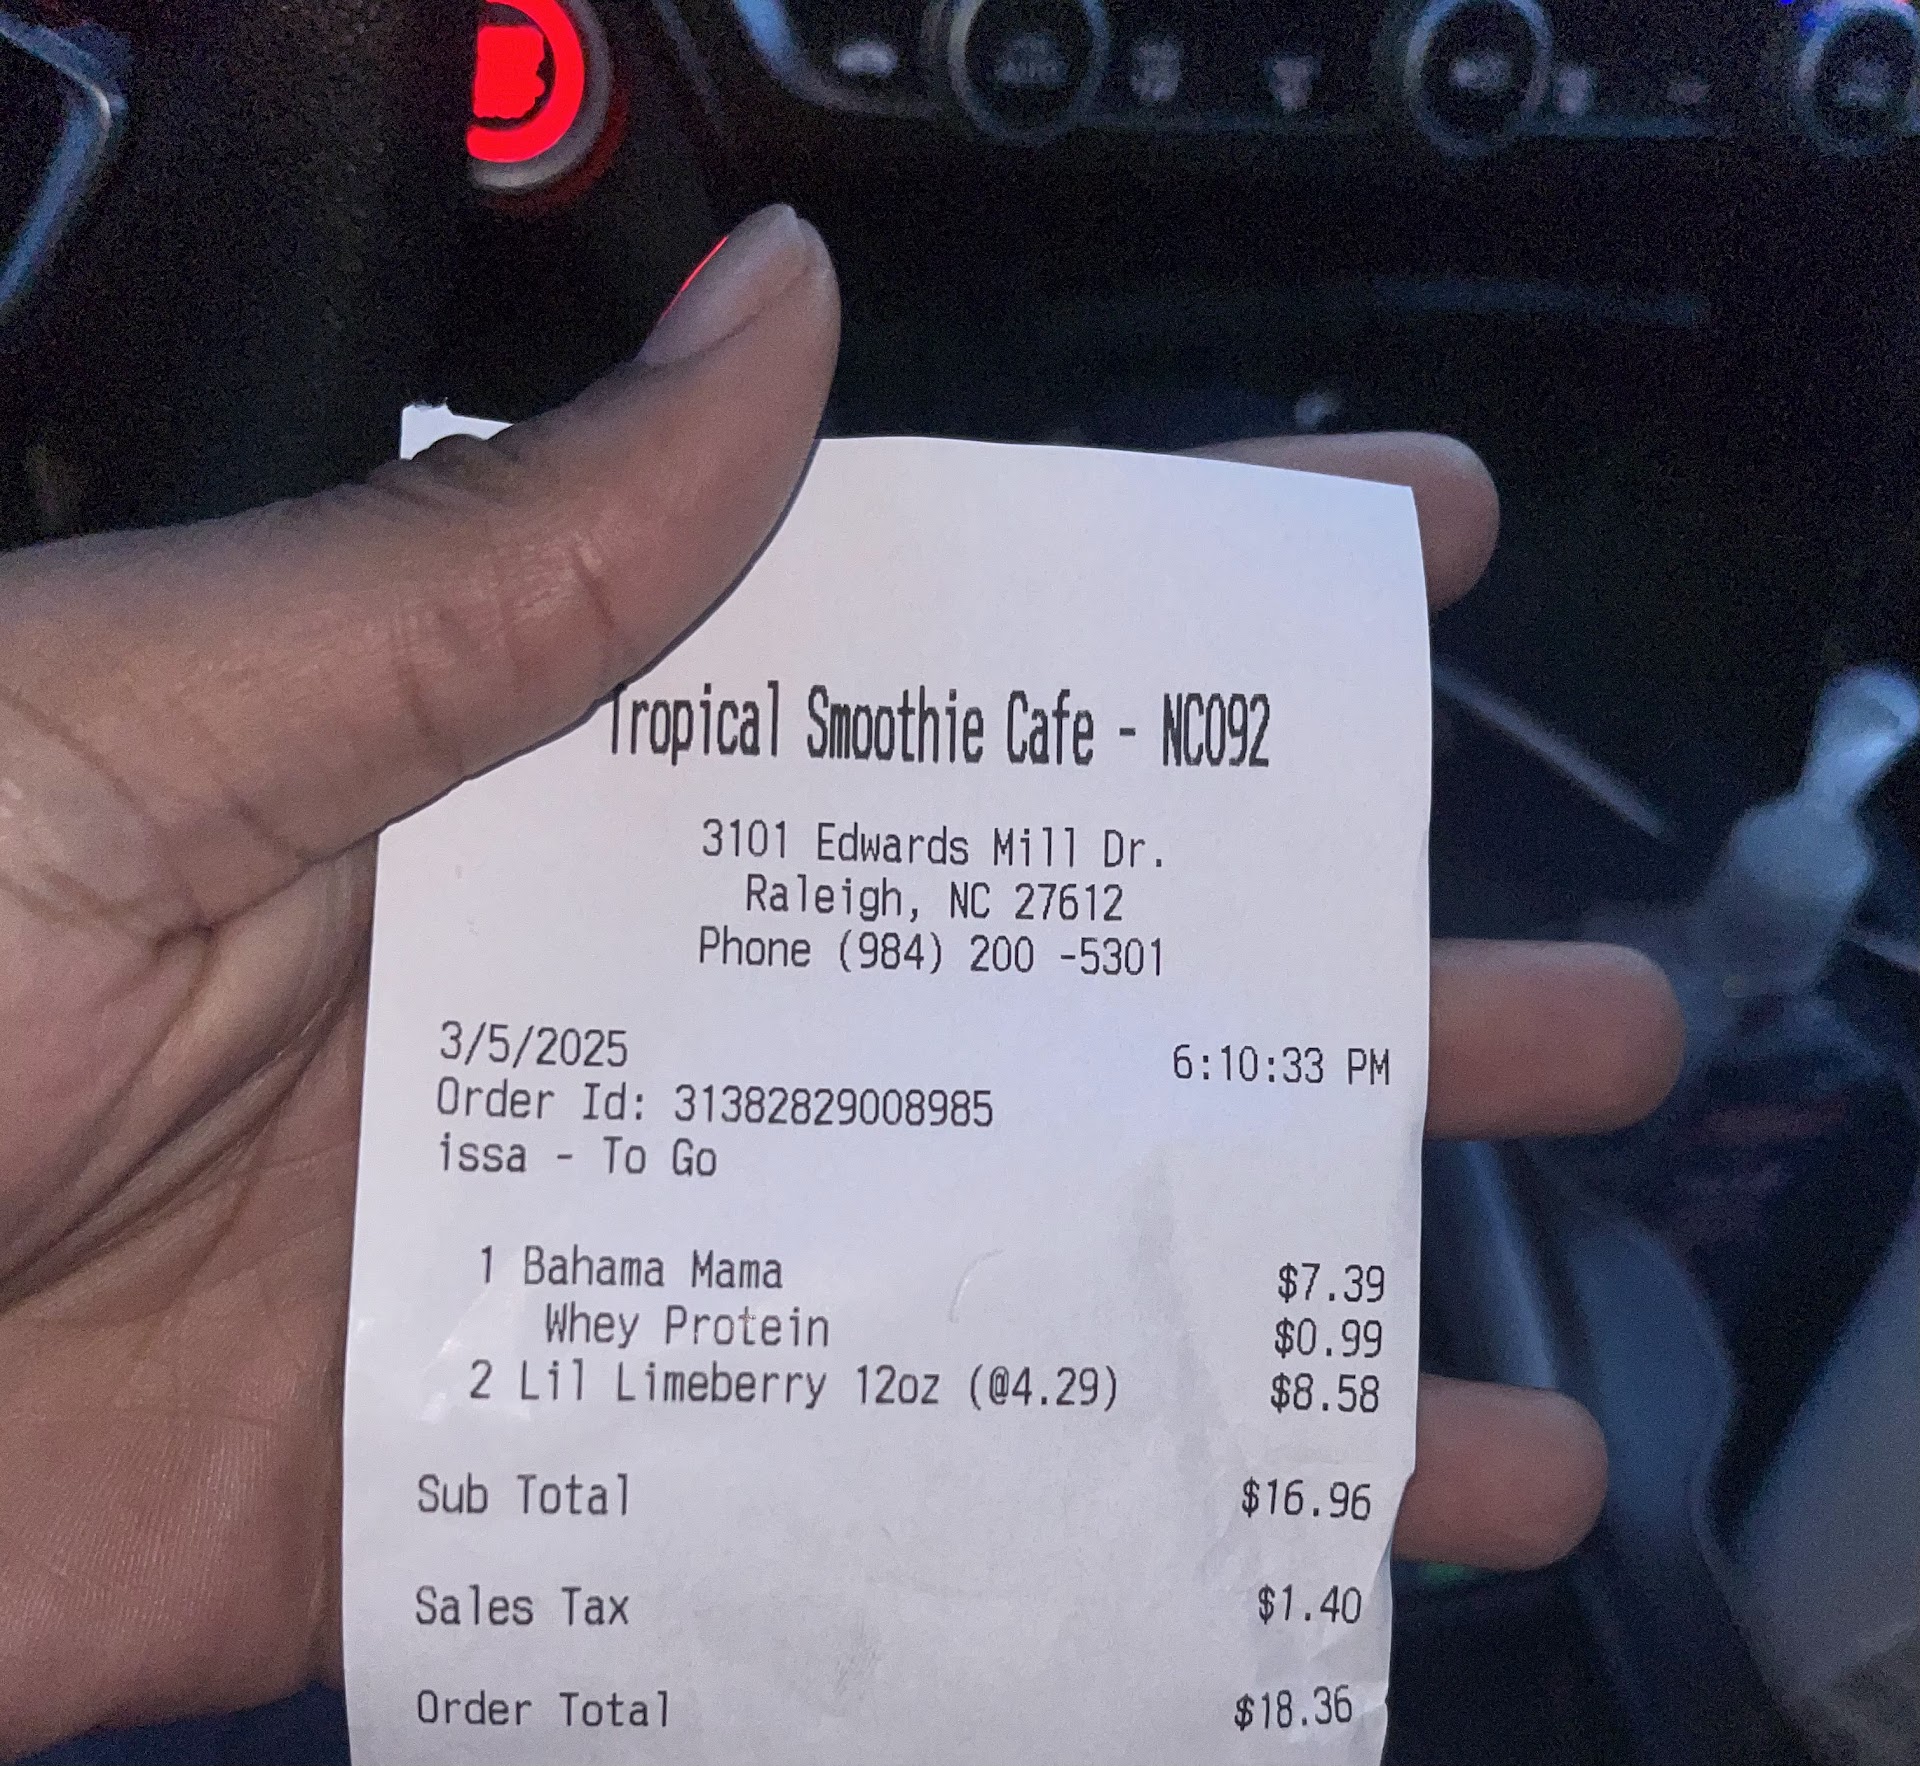 Tropical Smoothie Cafe - NC092
3101 Edwards Mill Dr.
Raleigh, NC 27612
Phone (984) 200 -5301
3/5/2025 6:10:33 PM
Order Id: 31382829008985
issa - To Go
1 Bahama Mama $7.39
Whey Protein $0.99
2 Lil Limeberry 12oz (@4.29) $8.58
Sub Total $16.96
Sales Tax $1.40
Order Total $18.36